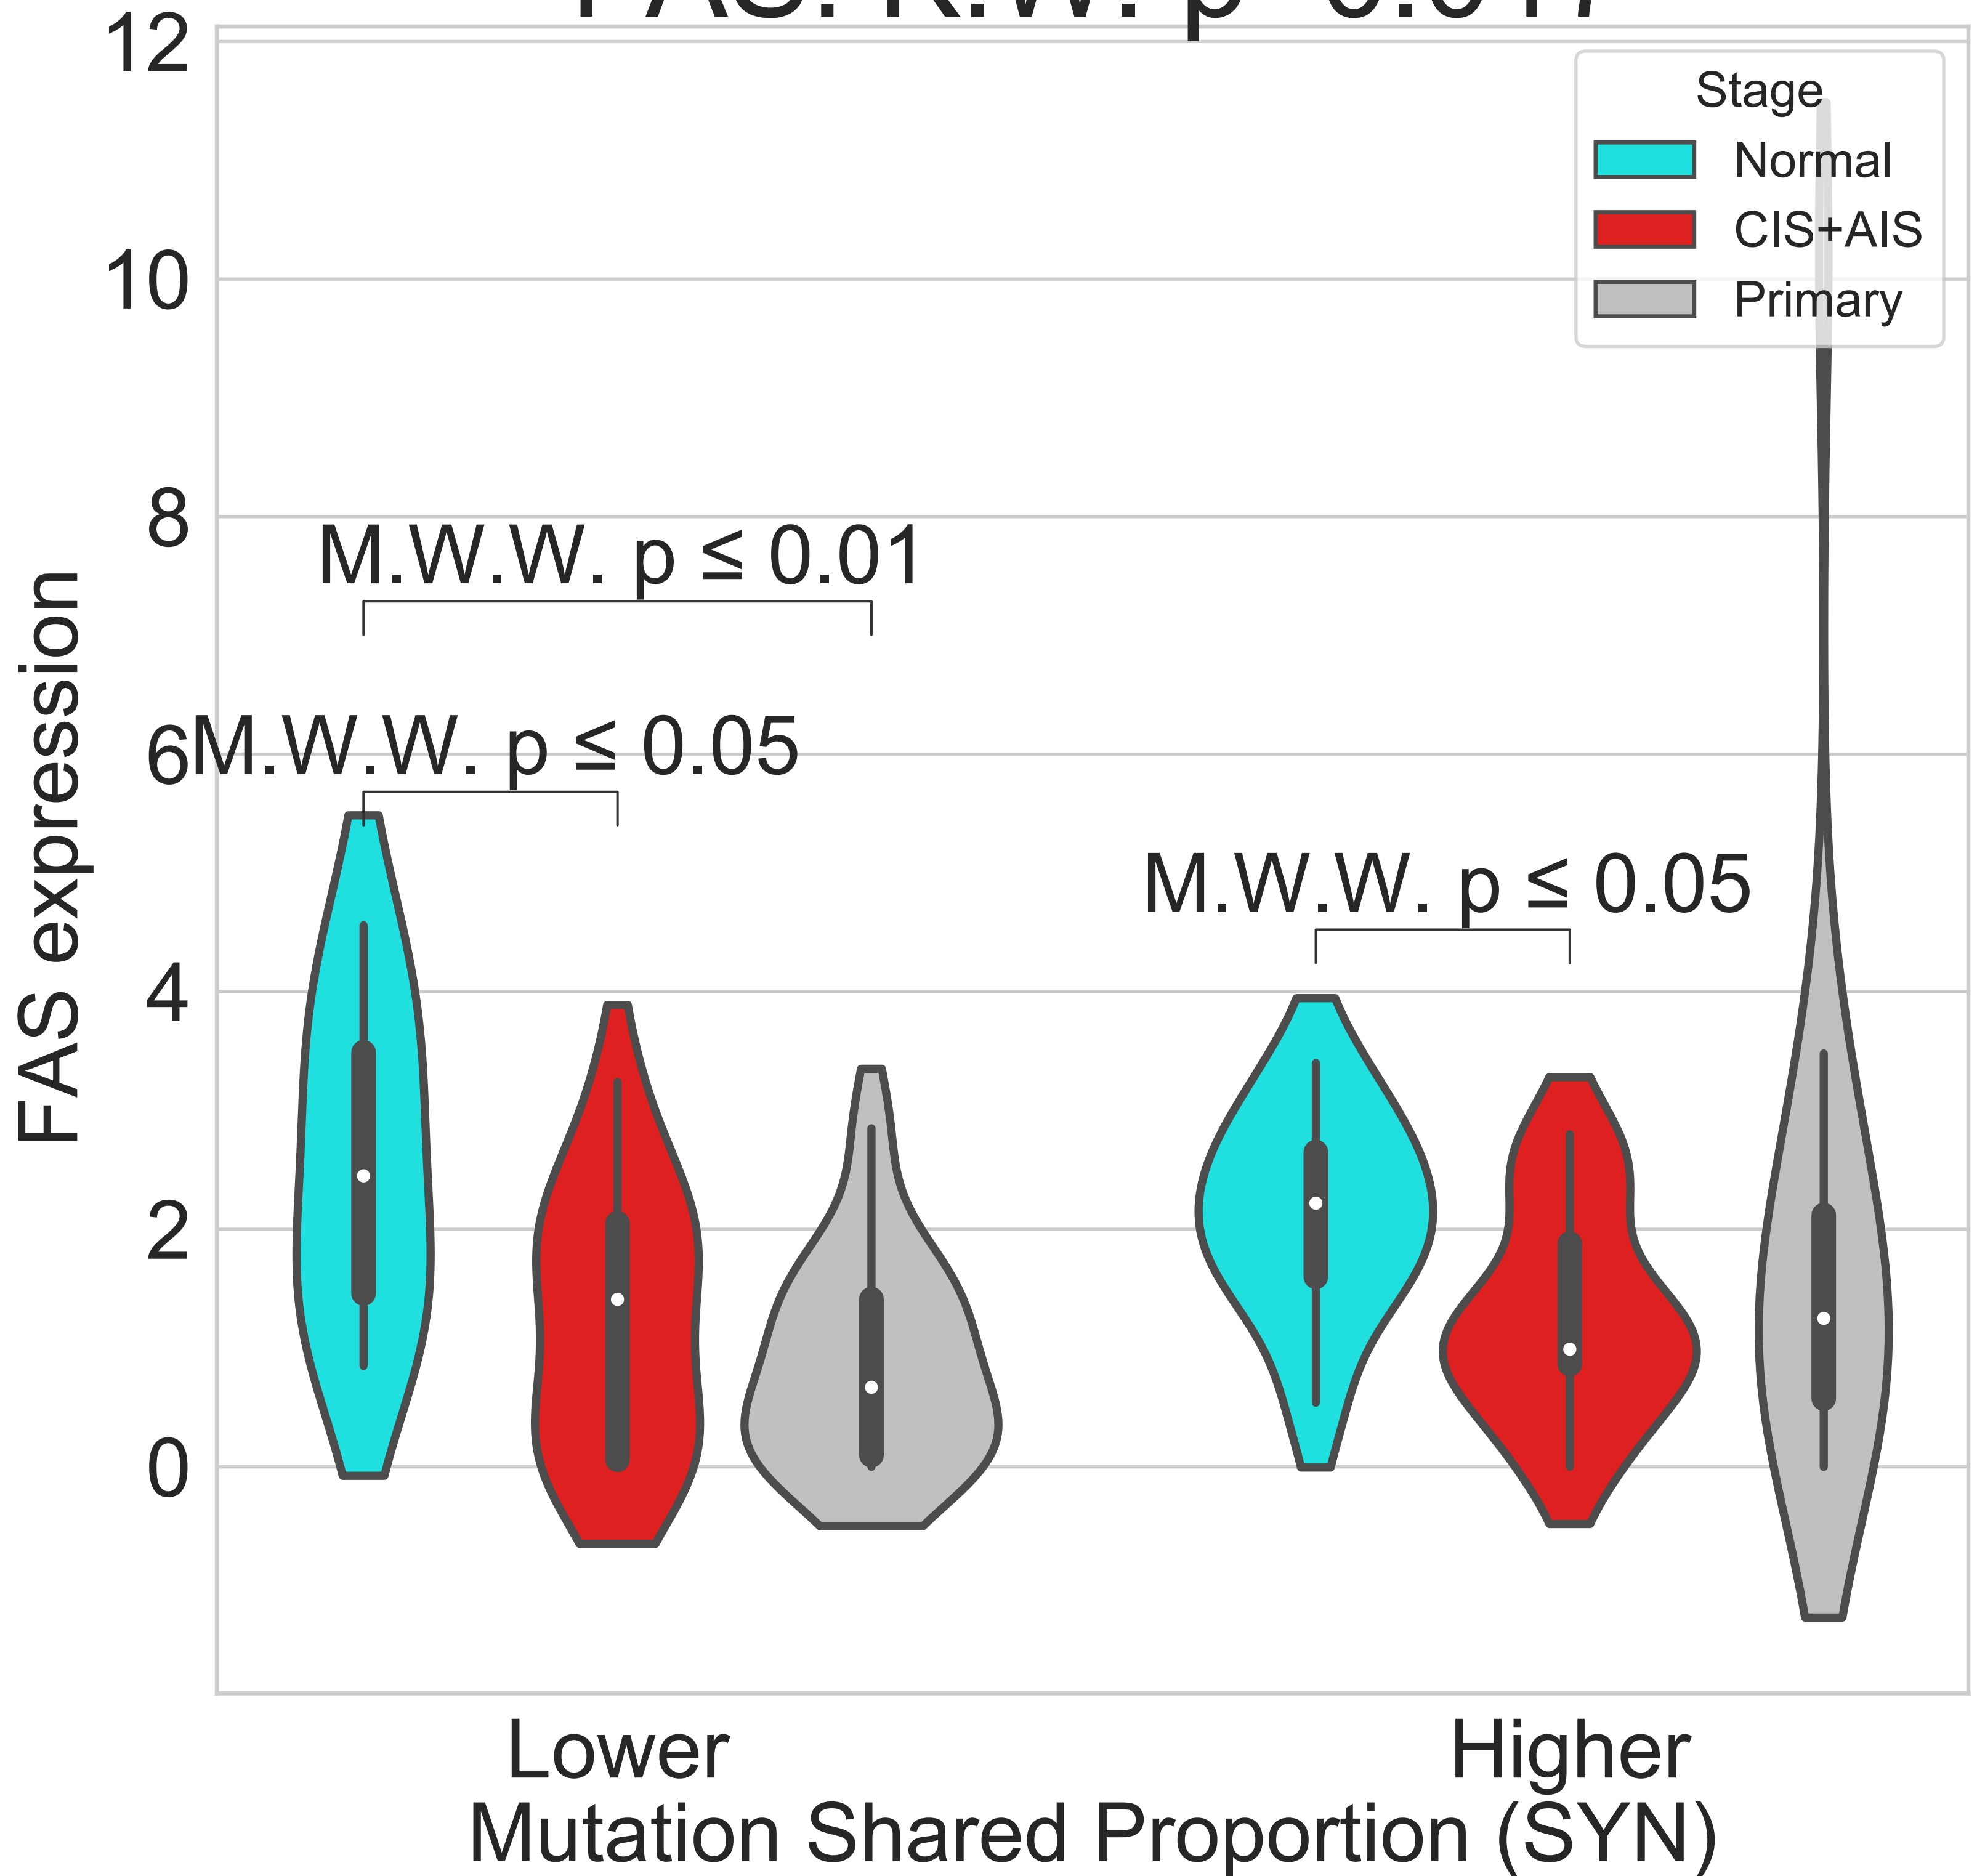 12
10
8
6
4
2
0
FAS expression
Stage
Normal
CIS+AIS
Primary
M.W.W. p ≤ 0.01
M.W.W. p ≤ 0.05
M.W.W. p ≤ 0.05
Lower
Higher
Mutation Shared Proportion (SYN)